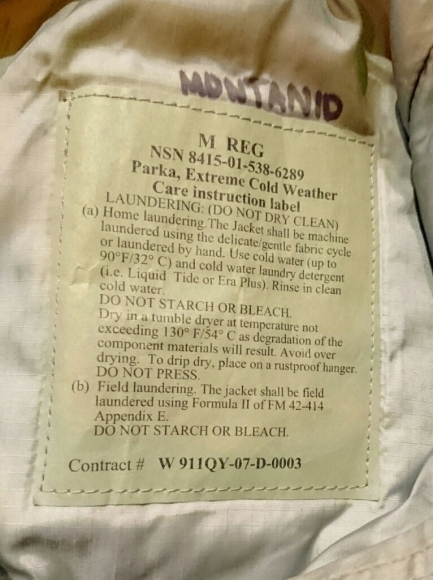 MONTANIO
M REG
NSN 8415-01-538-6289
Parka, Extreme Cold Weather
Care instruction label
LAUNDERING: (DO NOT DRY CLEAN)
(a) Home laundering.The Jacket shall be machine
laundered using the delicate/gentle fabric cycle
or laundered by hand. Use cold water (up to
90°F/32° C) and cold water laundry detergent
(i.e. Liquid Tide or Era Plus). Rinse in clean
cold water.
DO NOT STARCH OR BLEACH.
Dry in a tumble dryer at temperature not
exceeding 130° F/54° C as degradation of the
component materials will result. Avoid over
drying. To drip dry, place on a rustproof hanger.
DO NOT PRESS.
(b) Field laundering. The jacket shall be field
laundered using Formula II of FM 42-414
Appendix E.
DO NOT STARCH OR BLEACH.
Contract # W 911QY-07-D-0003